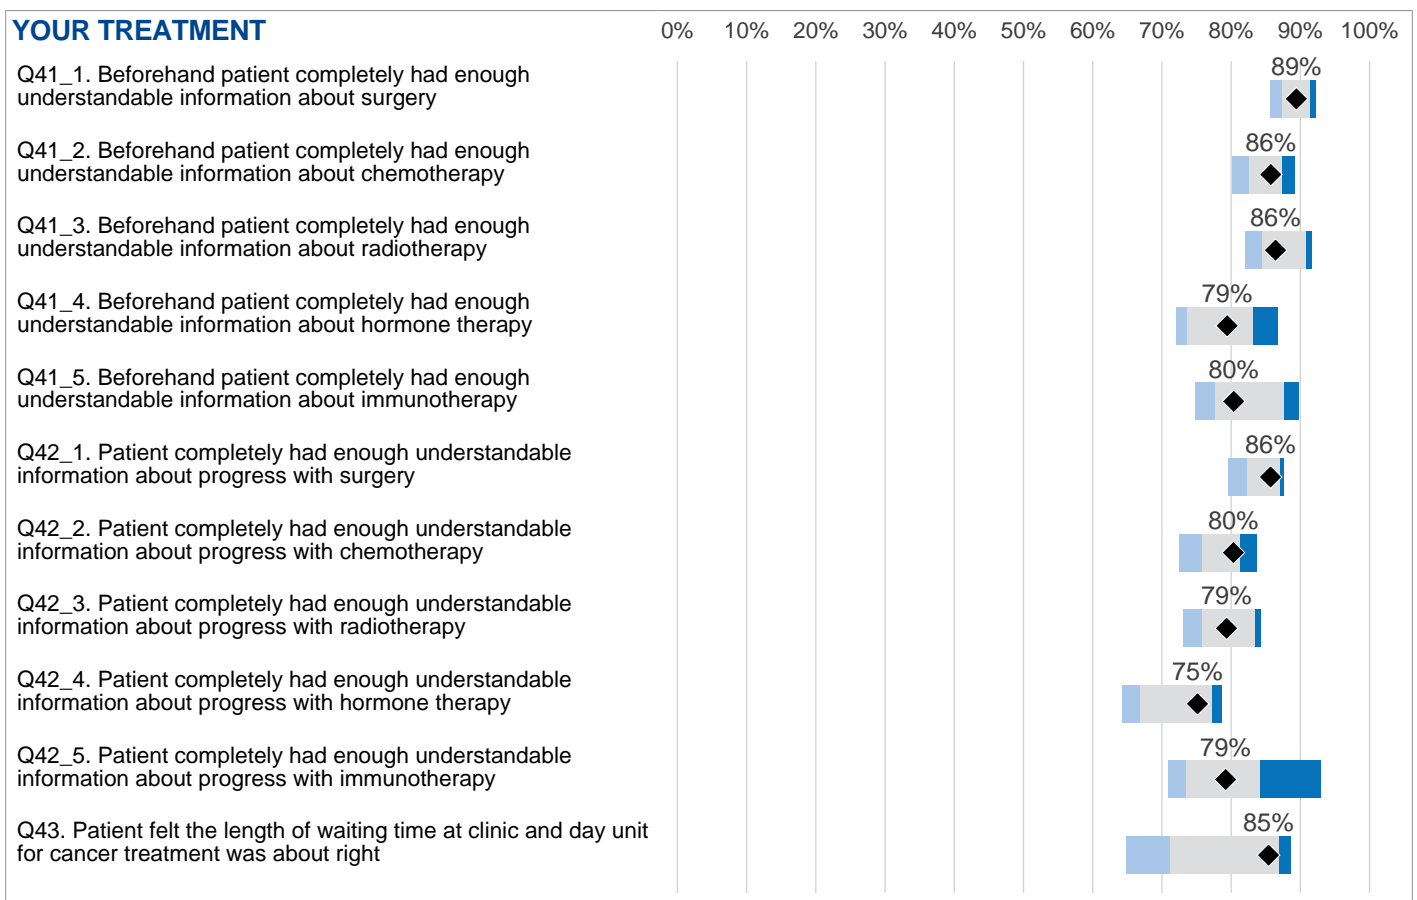 YOUR TREATMENT
0% 10% 20% 30% 40% 50% 60% 70% 80% 90% 100%
Q41_1. Beforehand patient completely had enough
understandable information about surgery
89%
Q41_2. Beforehand patient completely had enough
understandable information about chemotherapy
86%
Q41_3. Beforehand patient completely had enough
understandable information about radiotherapy
86%
Q41_4. Beforehand patient completely had enough
understandable information about hormone therapy
79%
Q41_5. Beforehand patient completely had enough
understandable information about immunotherapy
80%
Q42_1. Patient completely had enough understandable
information about progress with surgery
86%
Q42_2. Patient completely had enough understandable
information about progress with chemotherapy
80%
Q42_3. Patient completely had enough understandable
information about progress with radiotherapy
79%
Q42_4. Patient completely had enough understandable
information about progress with hormone therapy
75%
Q42_5. Patient completely had enough understandable
information about progress with immunotherapy
79%
Q43. Patient felt the length of waiting time at clinic and day unit
for cancer treatment was about right
85%